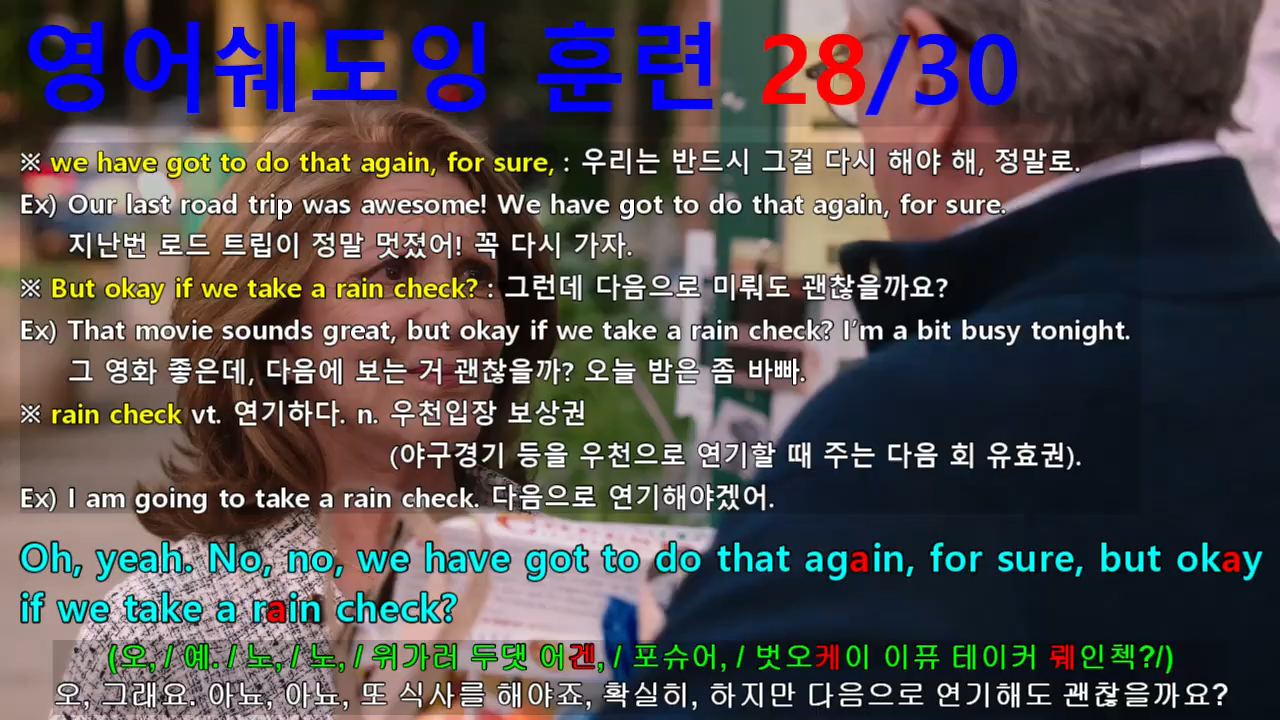 영어쉐도잉 훈련 28/30
※ we have got to do that again, for sure, : 우리는 반드시 그걸 다시 해야 해, 정말로.
Ex) Our last road trip was awesome! We have got to do that again, for sure.
지난번 로드 트립이 정말 멋졌어! 꼭 다시 가자.
※ But okay if we take a rain check? : 그런데 다음으로 미뤄도 괜찮을까요?
Ex) That movie sounds great, but okay if we take a rain check? I'm a bit busy tonight.
그 영화 좋은데, 다음에 보는 거 괜찮을까? 오늘 밤은 좀 바빠.
※ rain check vt. 연기하다. n. 우천입장 보상권
(야구경기 등을 우천으로 연기할 때 주는 다음 회 유효권).
Ex) I am going to take a rain check. 다음으로 연기해야겠어.
Oh, yeah. No, no, we have got to do that again, for sure, but okay
if we take a rain check?
(오, / 예. / 노, / 노, / 위가러 두댓 어겐, / 포슈어, / 벗오케이 이퓨 테이커 뤠인첵?/)
오, 그래요. 아뇨, 아뇨, 또 식사를 해야죠, 확실히, 하지만 다음으로 연기해도 괜찮을까요?